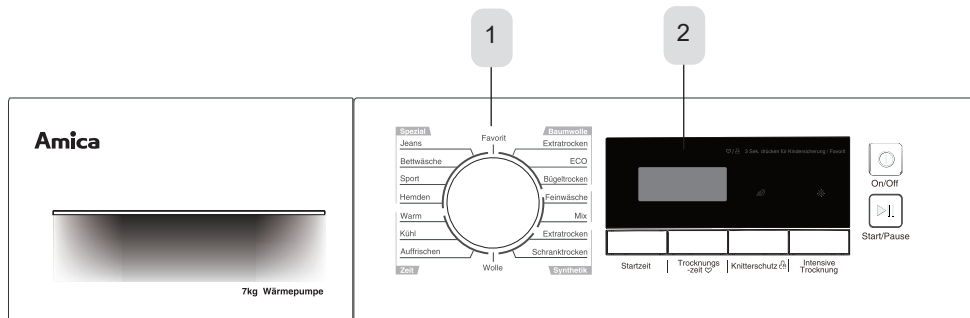 1
2
Amica
7kg Wärmepumpe
Spezial
Jeans
Bettwäsche
Sport
Hemden
Warm
Kühl
Auffrischen
Zeit
Favorit
Wolle
Baumwolle
Extratrocken
ECO
Bügeltrocken
Feinwäsche
Mix
Extratrocken
Schranktrocken
Synthetik
3 Sek. drücken für Kindersicherung / Favorit
Startzeit
Trocknungs
-zeit
Knitterschutz
Intensive
Trocknung
On/Off
Start/Pause